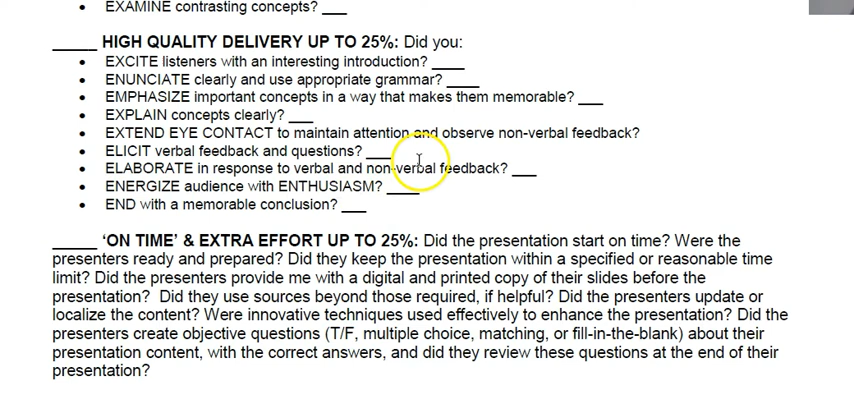 • EXAMINE contrasting concepts? ___
_____ HIGH QUALITY DELIVERY UP TO 25%: Did you:
• EXCITE listeners with an interesting introduction? ____
• ENUNCIATE clearly and use appropriate grammar? ____
• EMPHASIZE important concepts in a way that makes them memorable? ___
• EXPLAIN concepts clearly? ___
• EXTEND EYE CONTACT to maintain attention and observe non-verbal feedback?
• ELICIT verbal feedback and questions? ___
• ELABORATE in response to verbal and non-verbal feedback? ___
• ENERGIZE audience with ENTHUSIASM? ____
• END with a memorable conclusion? ___
_____ ‘ON TIME’ & EXTRA EFFORT UP TO 25%: Did the presentation start on time? Were the
presenters ready and prepared? Did they keep the presentation within a specified or reasonable time
limit? Did the presenters provide me with a digital and printed copy of their slides before the
presentation? Did they use sources beyond those required, if helpful? Did the presenters update or
localize the content? Were innovative techniques used effectively to enhance the presentation? Did the
presenters create objective questions (T/F, multiple choice, matching, or fill-in-the-blank) about their
presentation content, with the correct answers, and did they review these questions at the end of their
presentation?